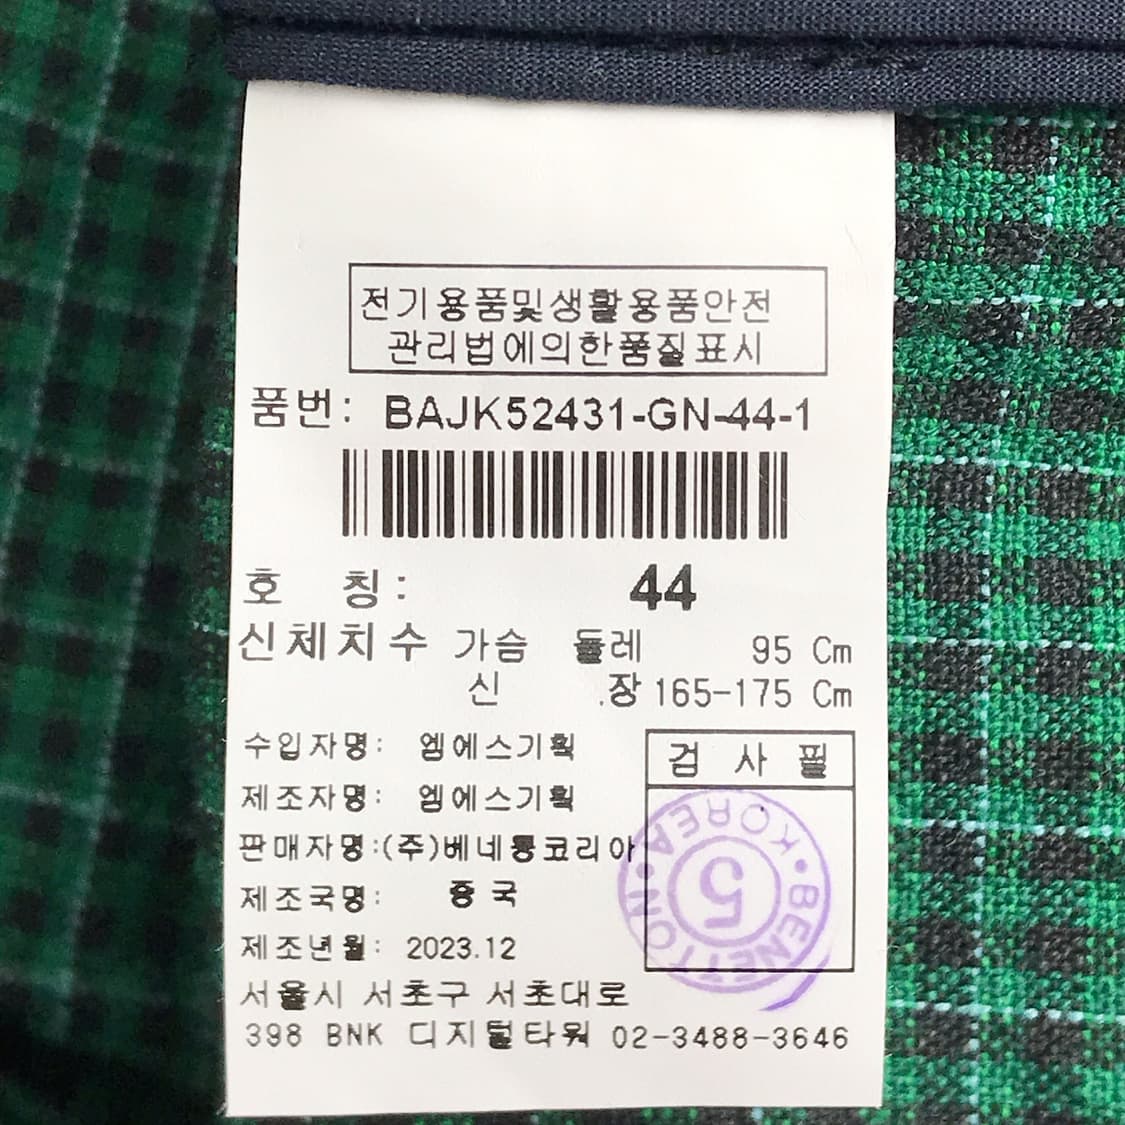 전기용품및생활용품안전
관리법에의한품질표시
품번: BAJK52431-GN-44-1
호 칭: 44
신체치수 가슴 둘레 95 Cm
신 장 165-175 Cm
수입자명: 엠에스기획
제조자명: 엠에스기획
판매자명:(주)베네통코리아
제조국명: 중국
제조년월: 2023.12
서울시 서초구 서초대로
398 BNK 디지털타워 02-3488-3646
검사필
BENETTON KOREA
5